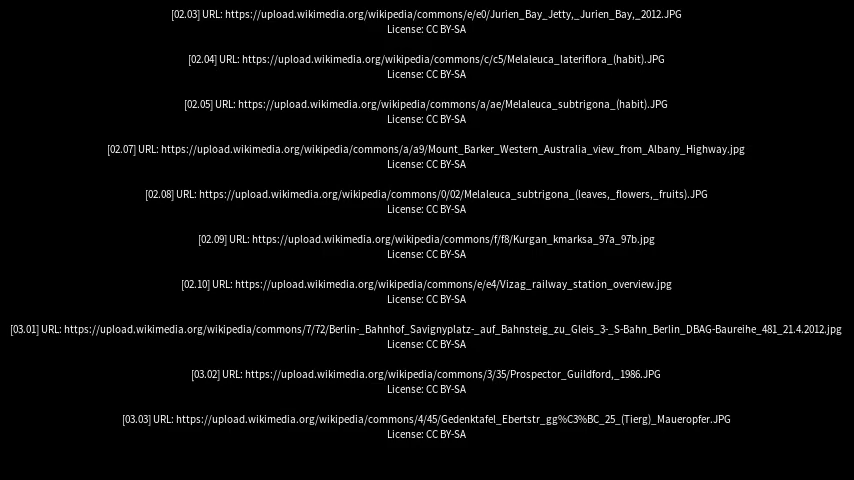 [02.03] URL: https://upload.wikimedia.org/wikipedia/commons/e/e0/Jurien_Bay_Jetty,_Jurien_Bay,_2012.JPG
License: CC BY-SA
[02.04] URL: https://upload.wikimedia.org/wikipedia/commons/c/c5/Melaleuca_lateriflora_(habit).JPG
License: CC BY-SA
[02.05] URL: https://upload.wikimedia.org/wikipedia/commons/a/ae/Melaleuca_subtrigona_(habit).JPG
License: CC BY-SA
[02.07] URL: https://upload.wikimedia.org/wikipedia/commons/a/a9/Mount_Barker_Western_Australia_view_from_Albany_Highway.jpg
License: CC BY-SA
[02.08] URL: https://upload.wikimedia.org/wikipedia/commons/0/02/Melaleuca_subtrigona_(leaves,_flowers,_fruits).JPG
License: CC BY-SA
[02.09] URL: https://upload.wikimedia.org/wikipedia/commons/f/f8/Kurgan_kmarksa_97a_97b.jpg
License: CC BY-SA
[02.10] URL: https://upload.wikimedia.org/wikipedia/commons/e/e4/Vizag_railway_station_overview.jpg
License: CC BY-SA
[03.01] URL: https://upload.wikimedia.org/wikipedia/commons/7/72/Berlin-_Bahnhof_Savignyplatz-_auf_Bahnsteig_zu_Gleis_3-_S-Bahn_Berlin_DBAG-Baureihe_481_21.4.2012.jpg
License: CC BY-SA
[03.02] URL: https://upload.wikimedia.org/wikipedia/commons/3/35/Prospector_Guildford,_1986.JPG
License: CC BY-SA
[03.03] URL: https://upload.wikimedia.org/wikipedia/commons/4/45/Gedenktafel_Ebertstr_gg%C3%BC_25_(Tierg)_Maueropfer.JPG
License: CC BY-SA